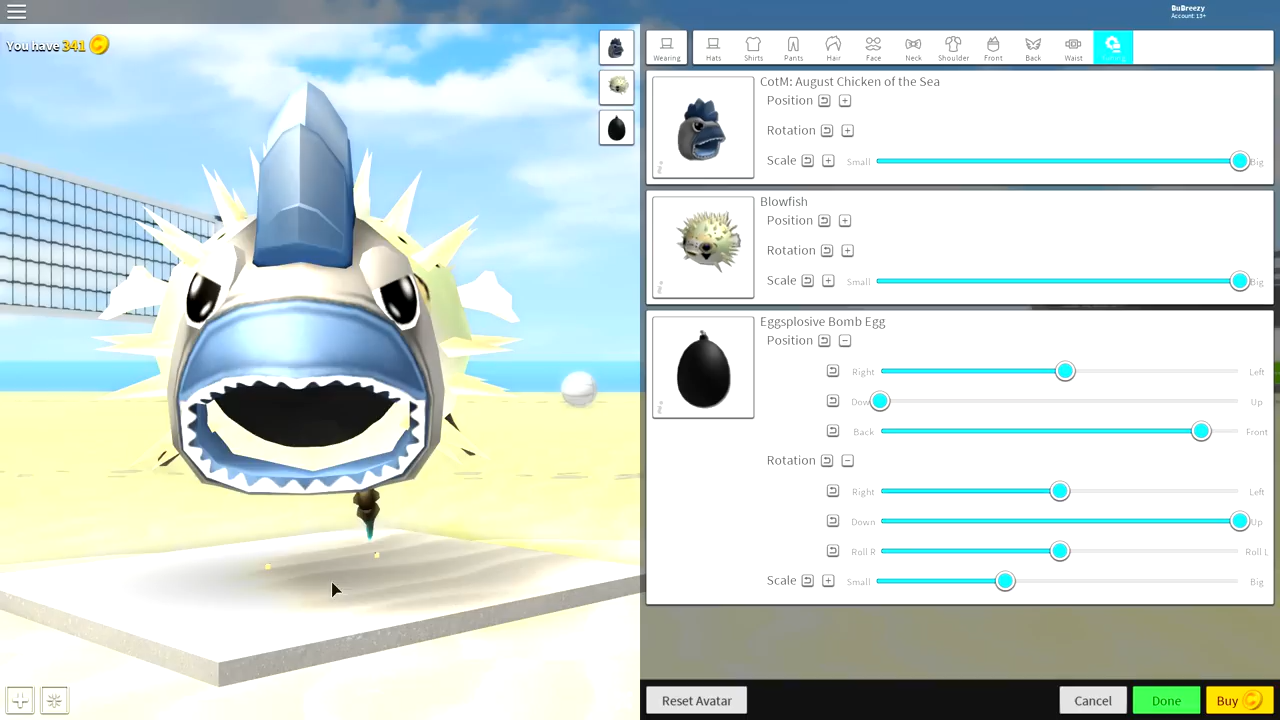 BuBreezy
Account: 13+
You have 341
Wearing
Hats
Shirts
Pants
Hair
Face
Neck
Shoulder
Front
Back
Waist
CotM: August Chicken of the Sea
Position
Rotation
Scale Small Big
Blowfish
Position
Rotation
Scale Small Big
Eggsplosive Bomb Egg
Position
Right Left
Down Up
Back Front
Rotation
Right Left
Down Up
Roll R Roll L
Scale Small Big
Reset Avatar
Cancel
Done
Buy